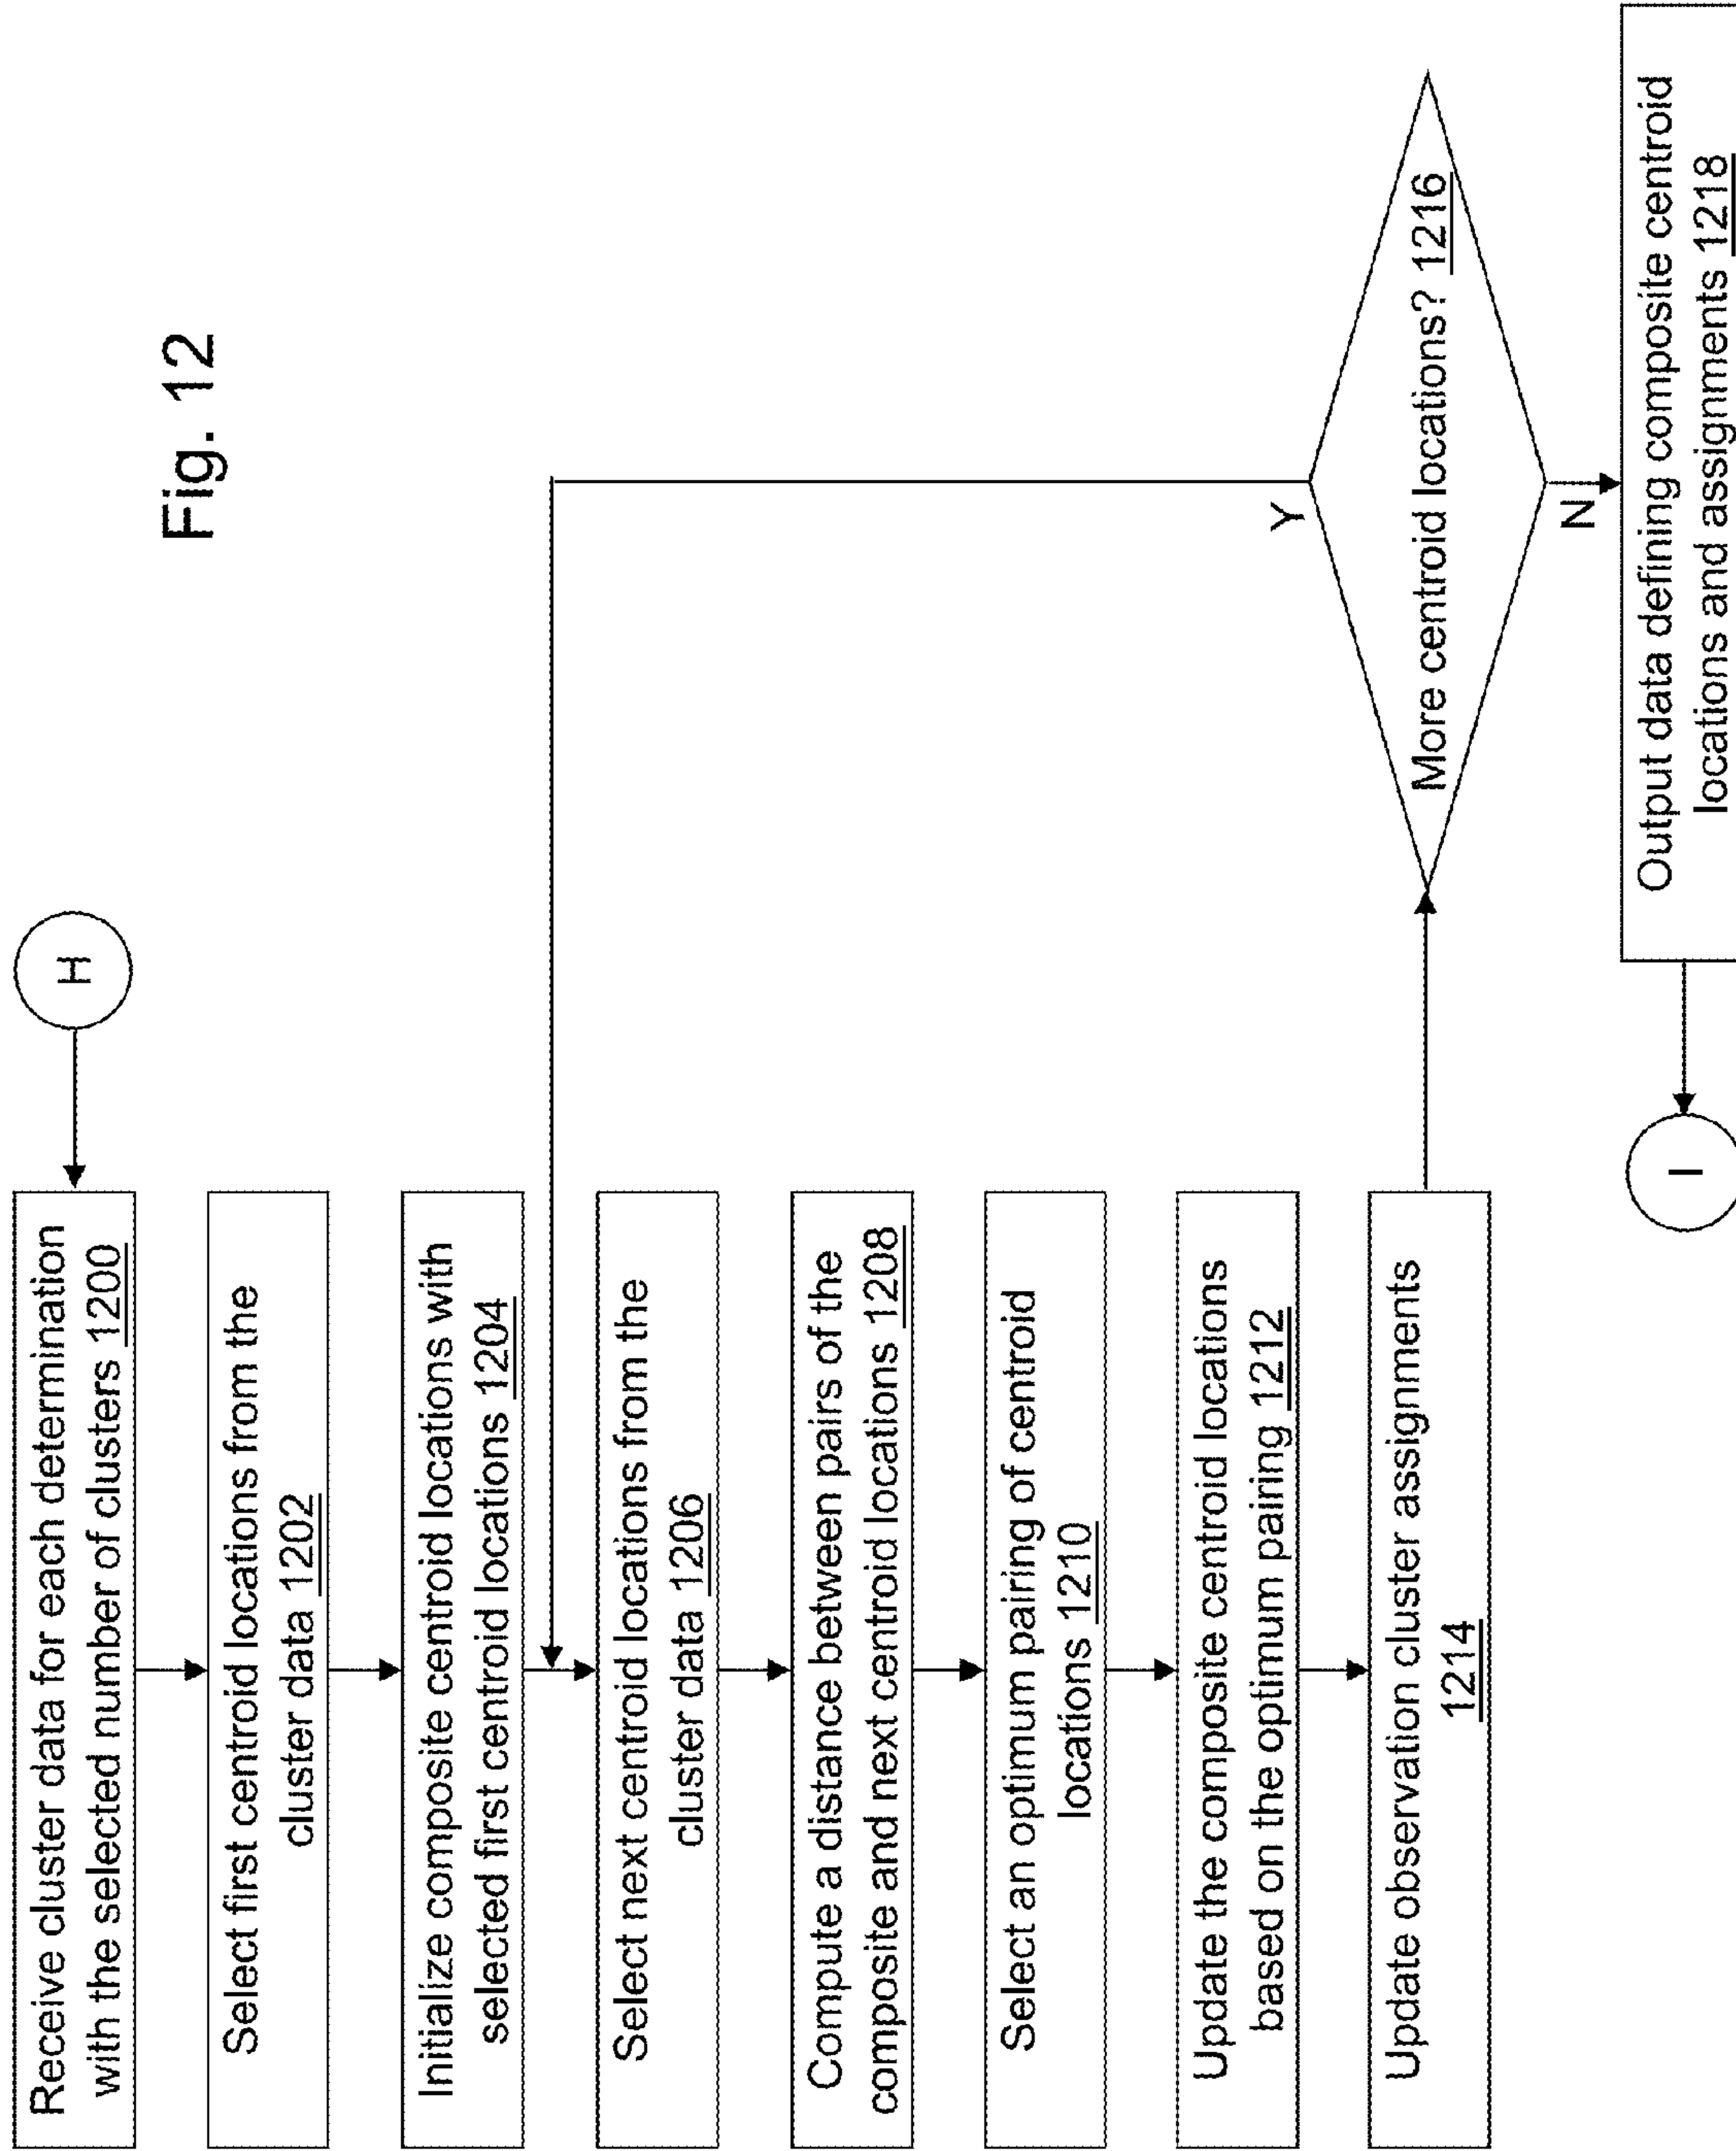 Fig. 12
H
Receive cluster data for each determination
with the selected number of clusters 1200
Select first centroid locations from the
cluster data 1202
Initialize composite centroid locations with
selected first centroid locations 1204
Select next centroid locations from the
cluster data 1206
Compute a distance between pairs of the
composite and next centroid locations 1208
Select an optimum pairing of centroid
locations 1210
Update the composite centroid locations
based on the optimum pairing 1212
Update observation cluster assignments
1214
More centroid locations? 1216
Y
N
Output data defining composite centroid
locations and assignments 1218
I